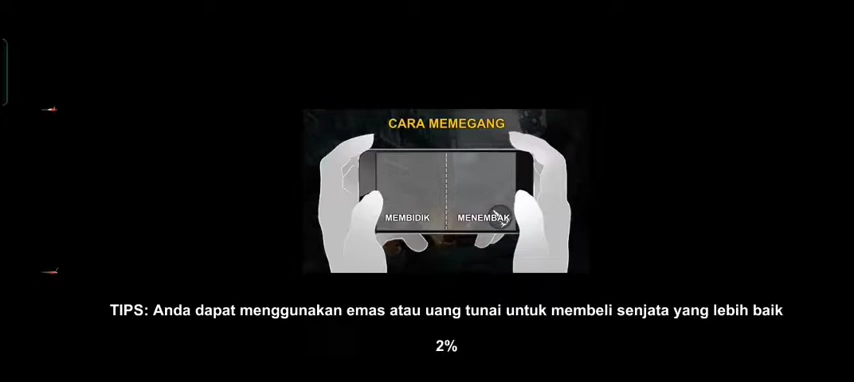 CARA MEMEGANG
MEMBIDIK MENEMBAK
TIPS: Anda dapat menggunakan emas atau uang tunai untuk membeli senjata yang lebih baik
2%